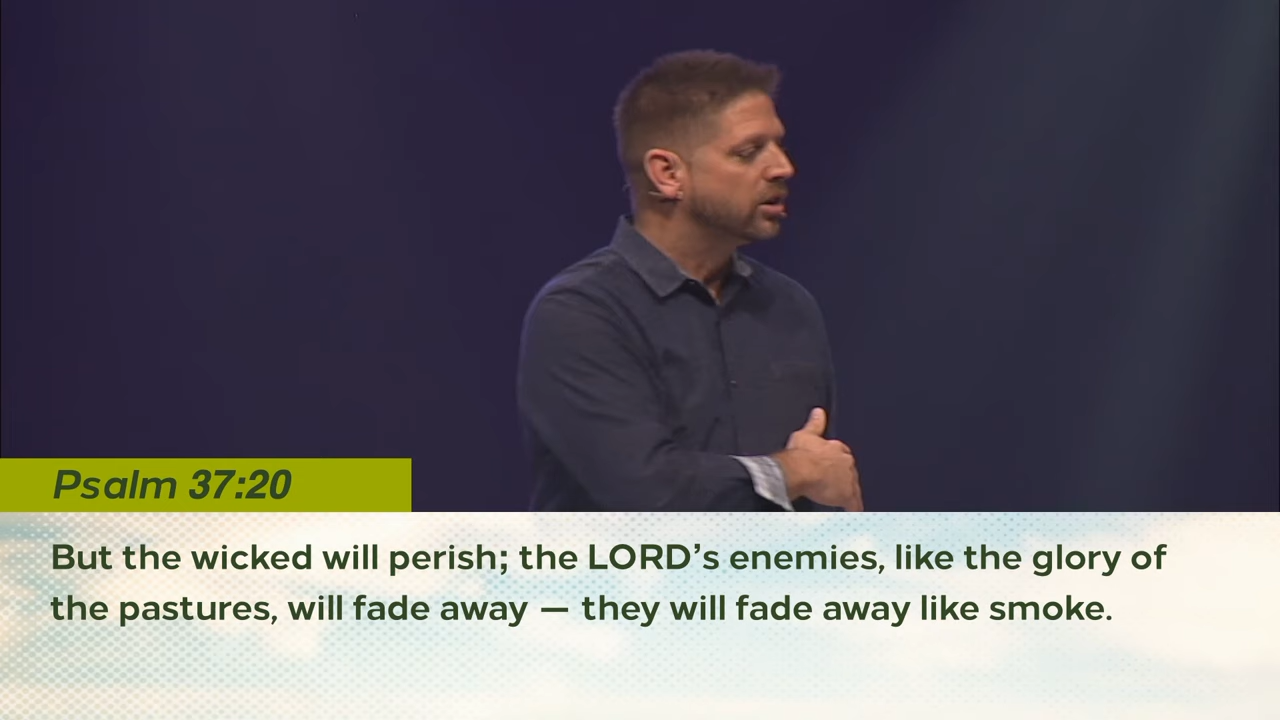 Psalm 37:20
But the wicked will perish; the LORD’s enemies, like the glory of
the pastures, will fade away — they will fade away like smoke.